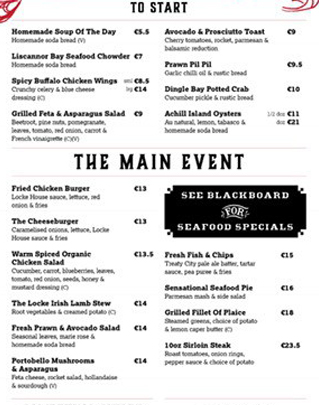 TO START
Homemade Soup Of The Day €5.5
Homemade soda bread (V)
Liscannor Bay Seafood Chowder €7
Homemade soda bread
Spicy Buffalo Chicken Wings sml €8.5
Crunchy celery & blue cheese lrg €14
dressing (C)
Grilled Feta & Asparagus Salad €9
Beetroot, pine nuts, pomegranate,
leaves, tomato, red onion, carrot &
French vinaigrette (C)(V)
Avocado & Prosciutto Toast €9
Cherry tomatoes, rocket, parmesan &
balsamic reduction
Prawn Pil Pil €9.5
Garlic chilli oil & rustic bread
Dingle Bay Potted Crab €10
Cucumber pickle & rustic bread
Achill Island Oysters 1/2 doz €11
As natural, lemon, tabasco & doz €21
homemade soda bread
THE MAIN EVENT
Fried Chicken Burger €13
Locke House sauce, lettuce, red
onion & fries
The Cheeseburger €13
Caramelised onions, lettuce, Locke
House sauce & fries
Warm Spiced Organic €13.5
Chicken Salad
Cucumber, carrot, blueberries, leaves,
tomato, red onion, seeds, honey &
mustard dressing (C)
The Locke Irish Lamb Stew €14
Root vegetables & creamed potato (C)
Fresh Prawn & Avocado Salad €14
Seasonal leaves, marie rose &
homemade soda bread
Portobello Mushrooms €14
& Asparagus
Feta cheese, rocket salad, hollandaise
& sourdough (V)
SEE BLACKBOARD
FOR
SEAFOOD SPECIALS
Fresh Fish & Chips €15
Treaty City pale ale batter, tartar
sauce, pea puree & fries
Sensational Seafood Pie €16
Parmesan mash & side salad
Grilled Fillet Of Plaice €18
Steamed greens, choice of potato
& lemon caper butter (C)
10oz Sirloin Steak €23.5
Roast tomatoes, onion rings,
pepper sauce & choice of potato